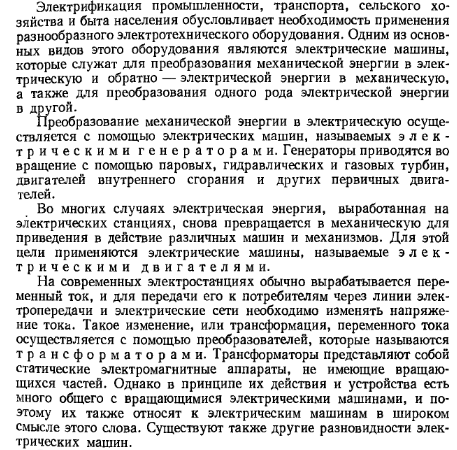 Электрификация промышленности, транспорта, сельского хо-
зяйства и быта населения обусловливает необходимость применения
разнообразного электротехнического оборудования. Одним из основ-
ных видов этого оборудования являются электрические машины,
которые служат для преобразования механической энергии в элек-
трическую и обратно — электрической энергии в механическую,
а также для преобразования одного рода электрической энергии
в другой.
Преобразование механической энергии в электрическую осуще-
ствляется с помощью электрических машин, называемых э л е к -
т р и ч е с к и м и г е н е р а т о р а м и. Генераторы приводятся во
вращение с помощью паровых, гидравлических и газовых турбин,
двигателей внутреннего сгорания и других первичных двига-
телей.
Во многих случаях электрическая энергия, выработанная на
электрических станциях, снова превращается в механическую для
приведения в действие различных машин и механизмов. Для этой
цели применяются электрические машины, называемые э л е к -
т р и ч е с к и м и д в и г а т е л я м и.
На современных электростанциях обычно вырабатывается пере-
менный ток, и для передачи его к потребителям через линии элек-
тропередачи и электрические сети необходимо изменять напряже-
ние тока. Такое изменение, или трансформация, переменного тока
осуществляется с помощью преобразователей, которые называются
т р а н с ф о р м а т о р а м и. Трансформаторы представляют собой
статические электромагнитные аппараты, не имеющие вращаю-
щихся частей. Однако в принципе их действия и устройства есть
много общего с вращающимися электрическими машинами, и по-
этому их также относят к электрическим машинам в широком
смысле этого слова. Существуют также другие разновидности элек-
трических машин.